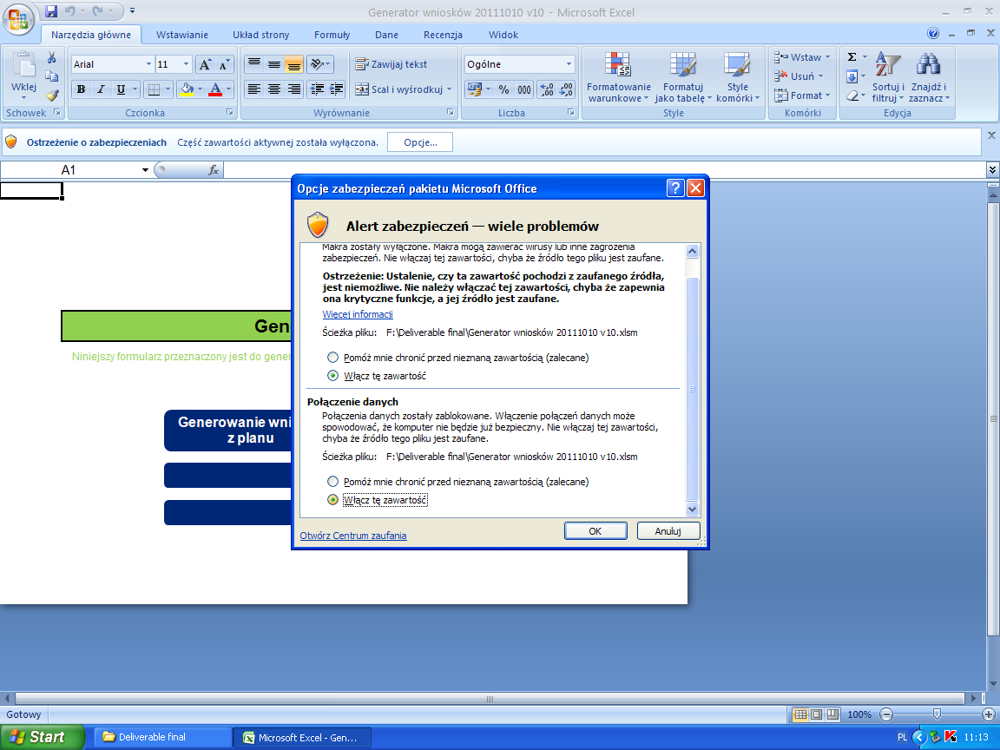 Generator wniosków 20111010 v10 - Microsoft Excel
Narzędzia główne Wstawianie Układ strony Formuły Dane Recenzja Widok
Wklej
Arial 11
Zawijaj tekst
Ogólne
B I U A
Scal i wyśrodkuj
% 000
Formatowanie warunkowe
Formatuj jako tabelę
Style komórki
Wstaw
Usuń
Format
Σ
Sortuj i filtruj
Znajdź i zaznacz
Schowek Czcionka Wyrównanie Liczba Style Komórki Edycja
Ostrzeżenie o zabezpieczeniach Część zawartości aktywnej została wyłączona. Opcje...
A1 fx
Gen
Niniejszy formularz przeznaczony jest do gener
Generowanie wni
z planu
Opcje zabezpieczeń pakietu Microsoft Office
Alert zabezpieczeń — wiele problemów
Makra zostały wyłączone. Makra mogą zawierać wirusy lub inne zagrożenia
zabezpieczeń. Nie włączaj tej zawartości, chyba że źródło tego pliku jest zaufane.
Ostrzeżenie: Ustalenie, czy ta zawartość pochodzi z zaufanego źródła,
jest niemożliwe. Nie należy włączać tej zawartości, chyba że zapewnia
ona krytyczne funkcje, a jej źródło jest zaufane.
Więcej informacji
Ścieżka pliku: F:\Deliverable final\Generator wniosków 20111010 v10.xlsm
Pomóż mnie chronić przed nieznaną zawartością (zalecane)
Włącz tę zawartość
Połączenie danych
Połączenia danych zostały zablokowane. Włączenie połączeń danych może
spowodować, że komputer nie będzie już bezpieczny. Nie włączaj tej zawartości,
chyba że źródło tego pliku jest zaufane.
Ścieżka pliku: F:\Deliverable final\Generator wniosków 20111010 v10.xlsm
Pomóż mnie chronić przed nieznaną zawartością (zalecane)
Włącz tę zawartość
Otwórz Centrum zaufania
OK Anuluj
Gotowy 100%
Start Deliverable final Microsoft Excel - Gen... PL 11:13